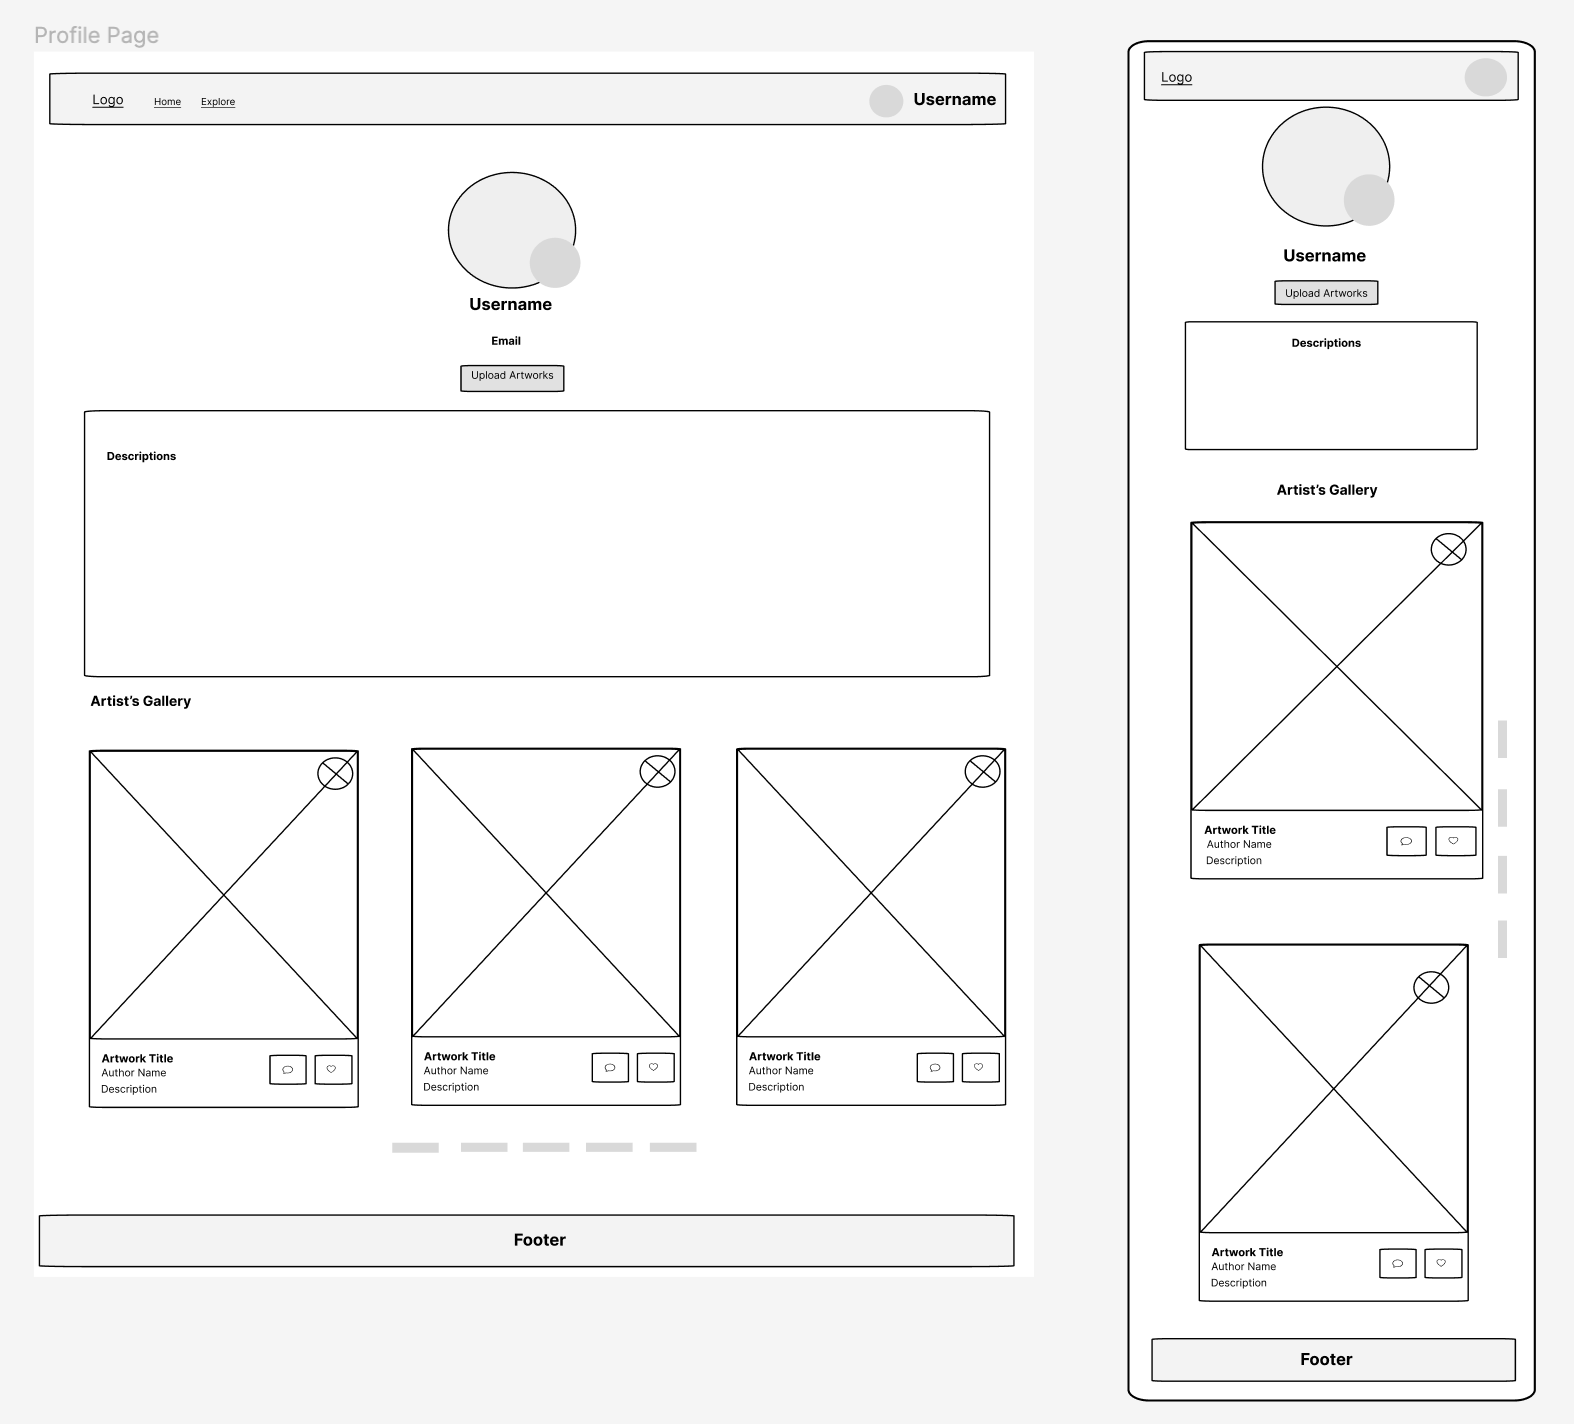 Profile Page
Logo Home Explore Username
Username
Email
Upload Artworks
Descriptions
Artist’s Gallery
Artwork Title
Author Name
Description
Artwork Title
Author Name
Description
Artwork Title
Author Name
Description
Footer
Logo
Username
Upload Artworks
Descriptions
Artist’s Gallery
Artwork Title
Author Name
Description
Artwork Title
Author Name
Description
Footer